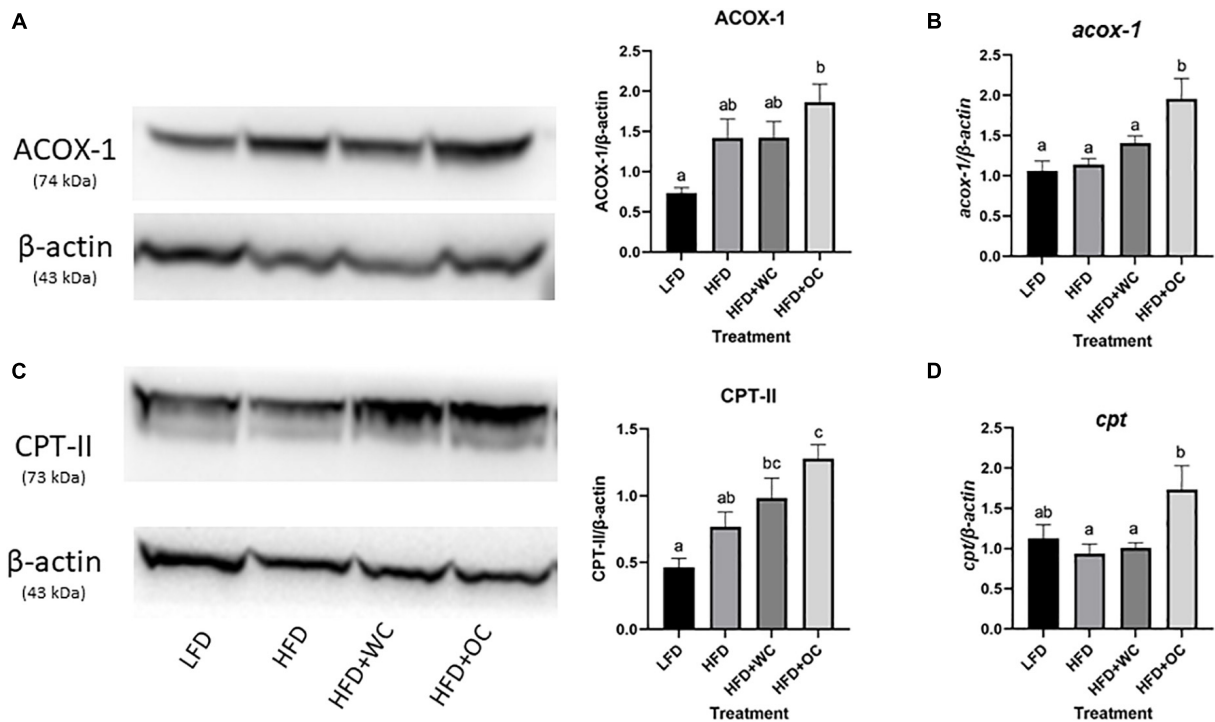 A
ACOX-1
(74 kDa)
β-actin
(43 kDa)
ACOX-1
ACOX-1/β-actin
2.5
2.0
1.5
1.0
0.5
0.0
a
ab
ab
b
LFD
HFD
HFD+WC
HFD+OC
Treatment
B
acox-1
acox-1/β-actin
2.5
2.0
1.5
1.0
0.5
0.0
a
a
a
b
LFD
HFD
HFD+WC
HFD+OC
Treatment
C
CPT-II
(73 kDa)
β-actin
(43 kDa)
LFD
HFD
HFD+WC
HFD+OC
CPT-II
CPT-II/β-actin
1.5
1.0
0.5
0.0
a
ab
bc
c
LFD
HFD
HFD+WC
HFD+OC
Treatment
D
cpt
cpt/β-actin
2.5
2.0
1.5
1.0
0.5
0.0
ab
a
a
b
LFD
HFD
HFD+WC
HFD+OC
Treatment